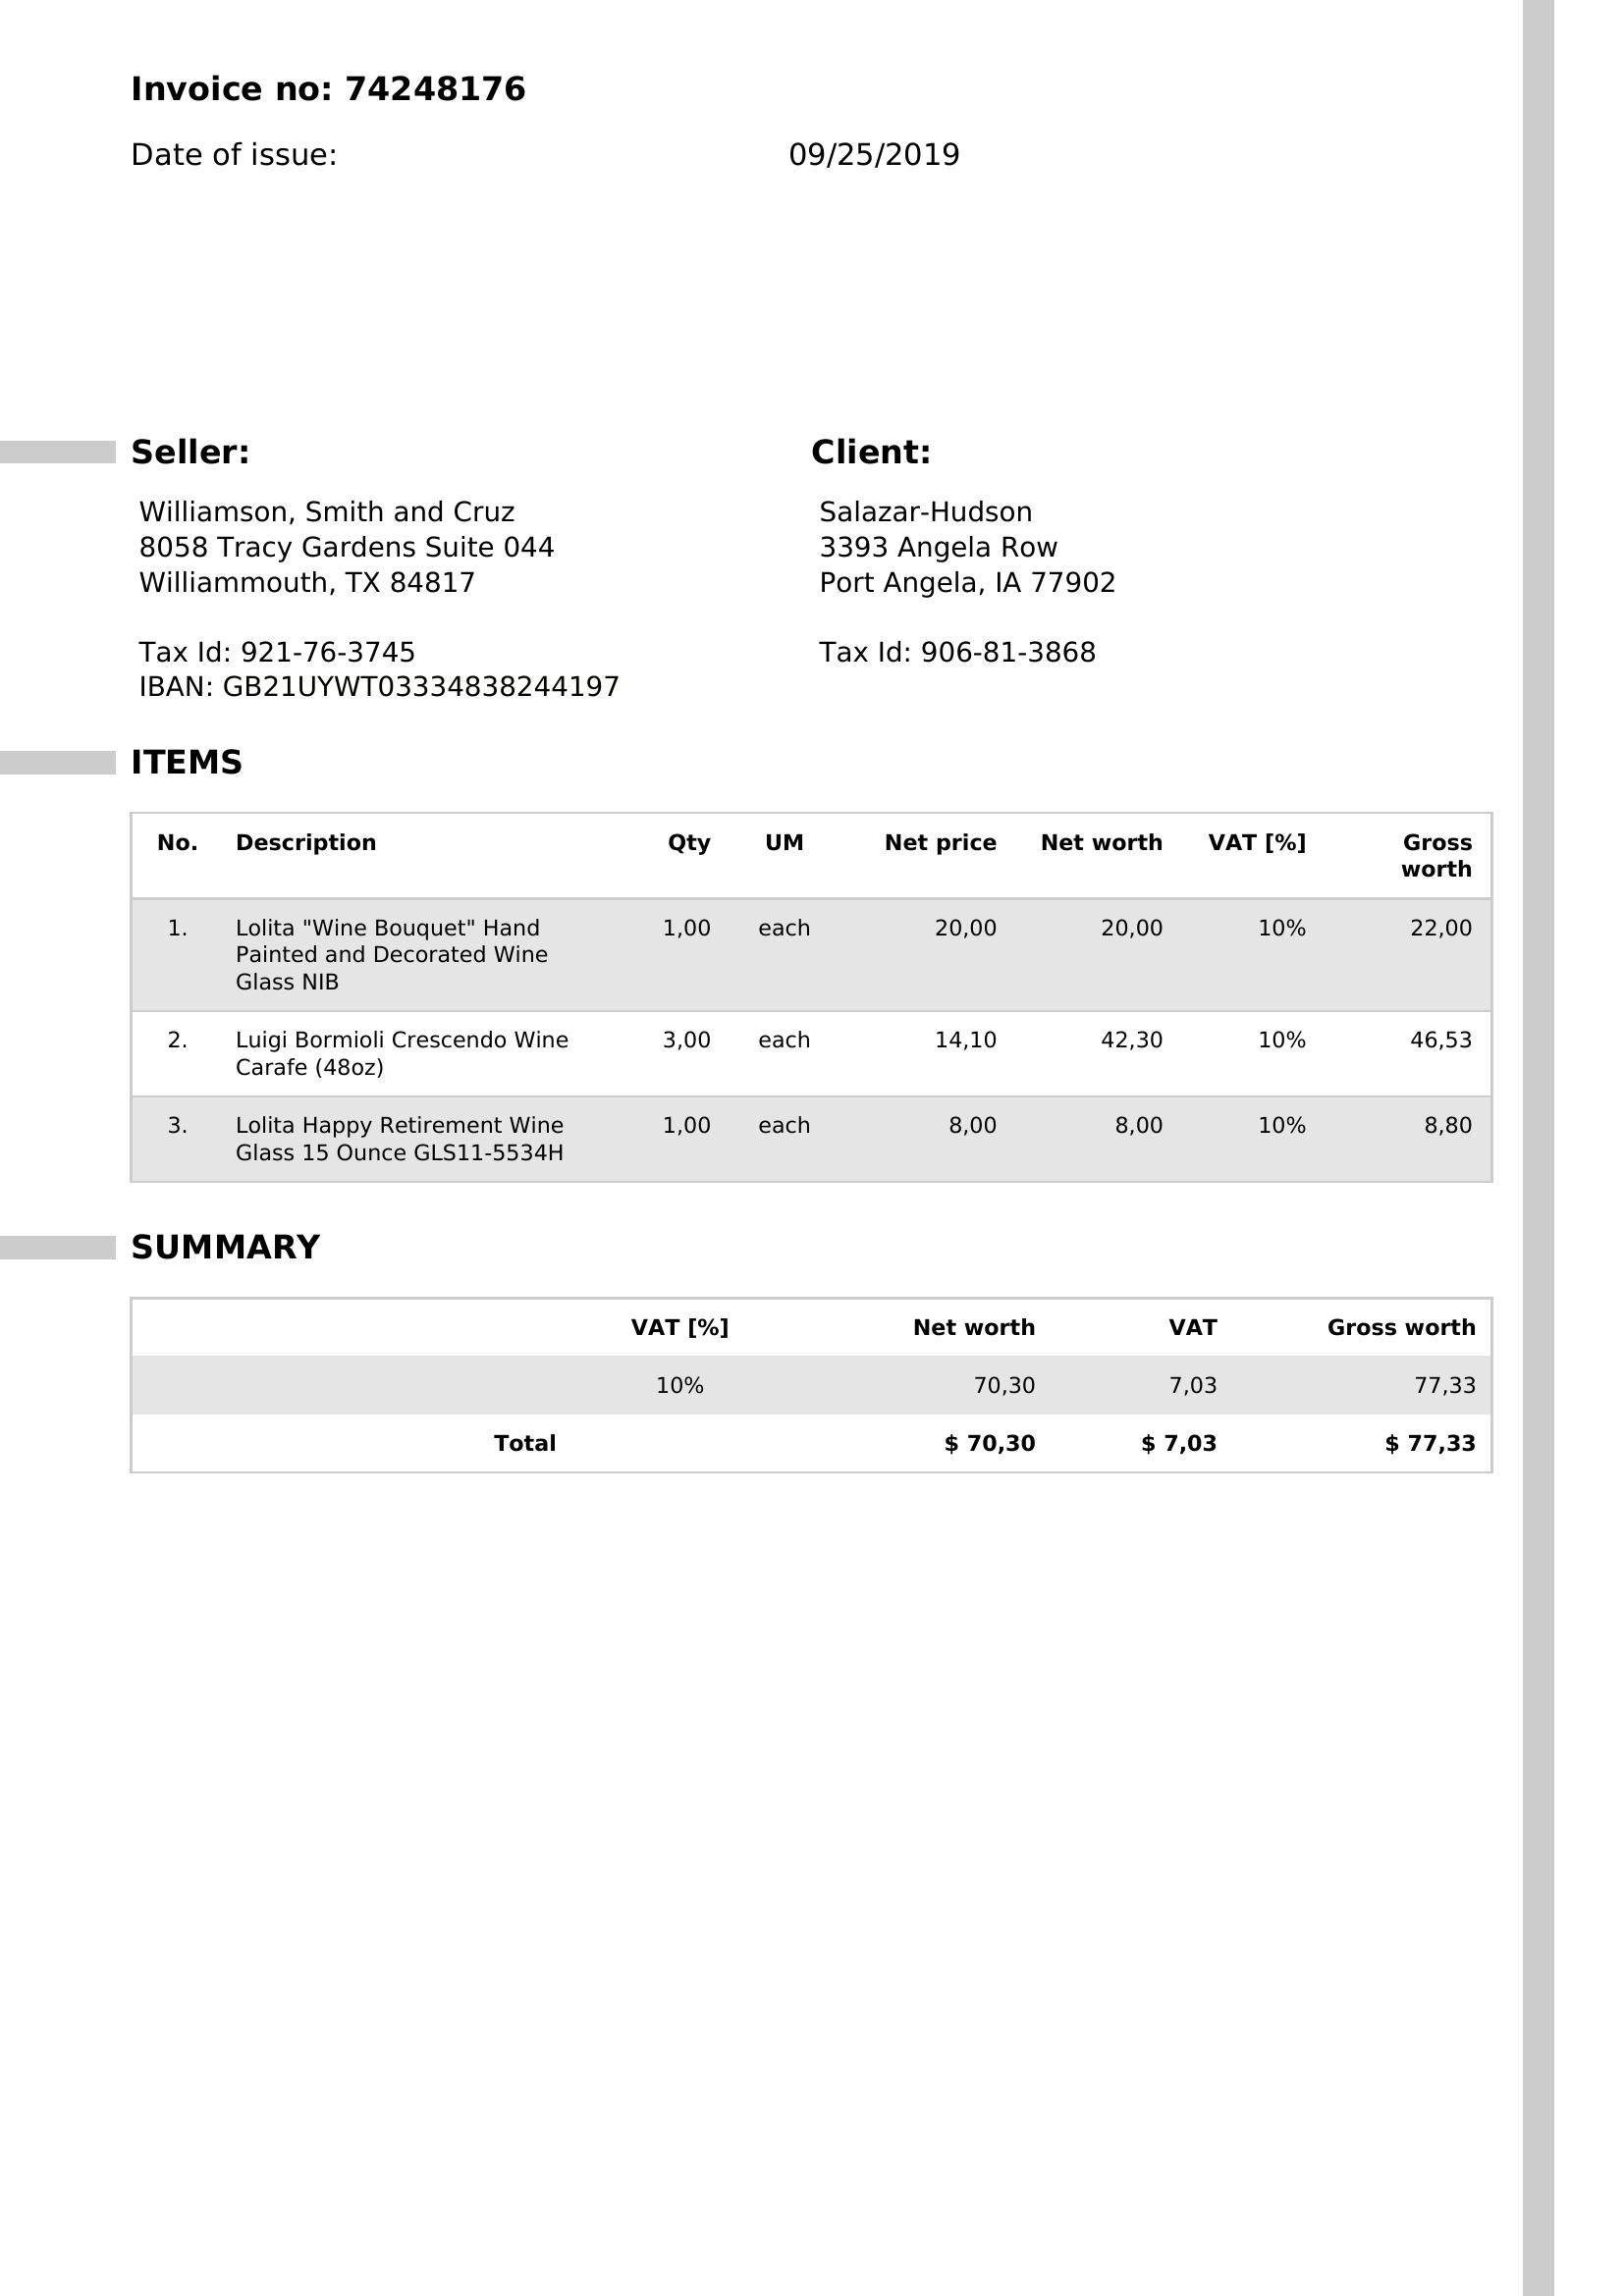 Invoice no: 74248176
Date of issue: 09/25/2019
Seller:
Williamson, Smith and Cruz
8058 Tracy Gardens Suite 044
Williammouth, TX 84817
Tax Id: 921-76-3745
IBAN: GB21UYWT03334838244197
Client:
Salazar-Hudson
3393 Angela Row
Port Angela, IA 77902
Tax Id: 906-81-3868
ITEMS
No. Description Qty UM Net price Net worth VAT [%] Gross
worth
1. Lolita "Wine Bouquet" Hand 1,00 each 20,00 20,00 10% 22,00
Painted and Decorated Wine
Glass NIB
2. Luigi Bormioli Crescendo Wine 3,00 each 14,10 42,30 10% 46,53
Carafe (48oz)
3. Lolita Happy Retirement Wine 1,00 each 8,00 8,00 10% 8,80
Glass 15 Ounce GLS11-5534H
SUMMARY
VAT [%] Net worth VAT Gross worth
10% 70,30 7,03 77,33
Total $ 70,30 $ 7,03 $ 77,33